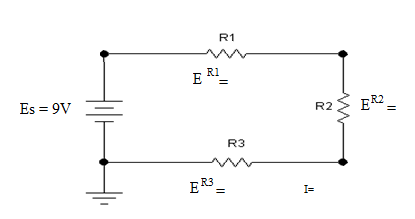 R1
E R1=
Es = 9V
R2
E R2 =
R3
E R3 =
I=